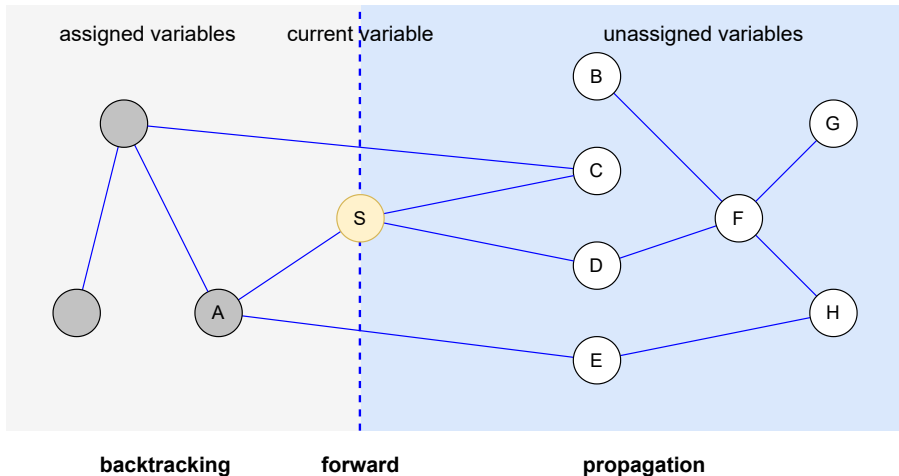 assigned variables
current variable
unassigned variables
B
G
C
S
F
D
A
H
E
backtracking
forward
propagation